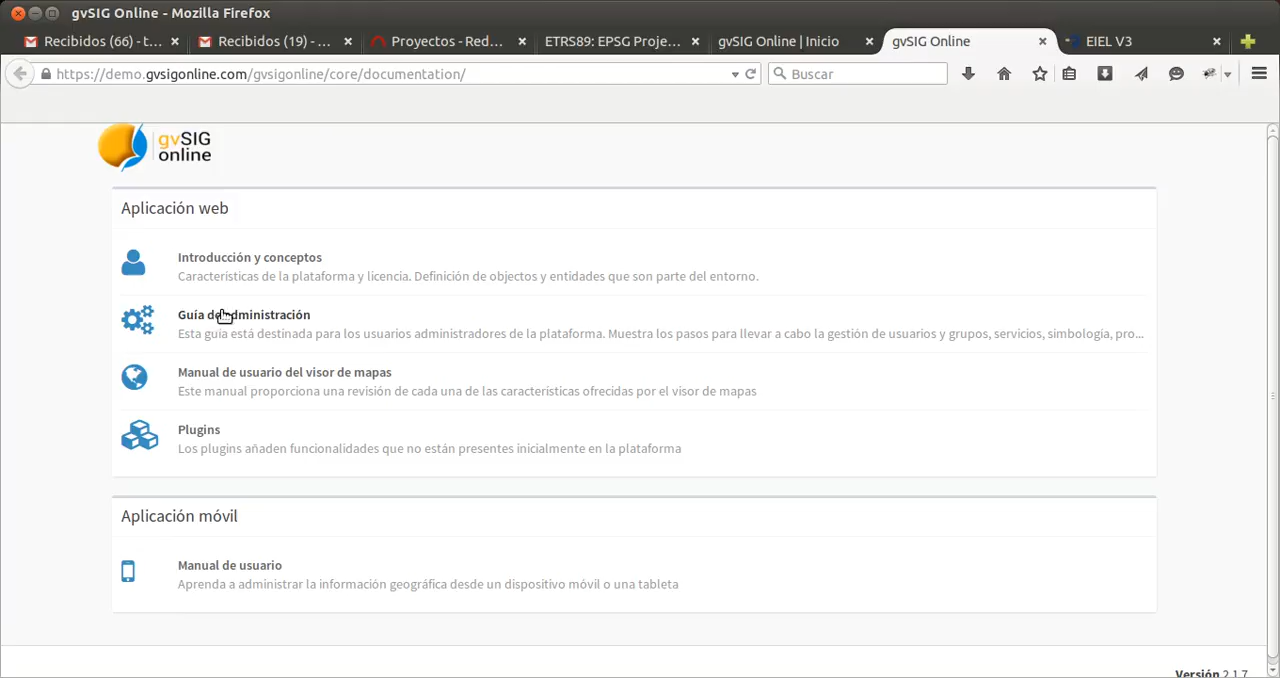 gvSIG Online - Mozilla Firefox
Recibidos (66) - t...
Recibidos (19) - ...
Proyectos - Red...
ETRS89: EPSG Proje...
gvSIG Online | Inicio
gvSIG Online
EIEL V3
https://demo.gvsigonline.com/gvsigonline/core/documentation/
Buscar
gvSIG
online
Aplicación web
Introducción y conceptos
Características de la plataforma y licencia. Definición de objectos y entidades que son parte del entorno.
Guía de administración
Esta guía está destinada para los usuarios administradores de la plataforma. Muestra los pasos para llevar a cabo la gestión de usuarios y grupos, servicios, simbología, pro...
Manual de usuario del visor de mapas
Este manual proporciona una revisión de cada una de las características ofrecidas por el visor de mapas
Plugins
Los plugins añaden funcionalidades que no están presentes inicialmente en la plataforma
Aplicación móvil
Manual de usuario
Aprenda a administrar la información geográfica desde un dispositivo móvil o una tableta
Versión 2.1.7